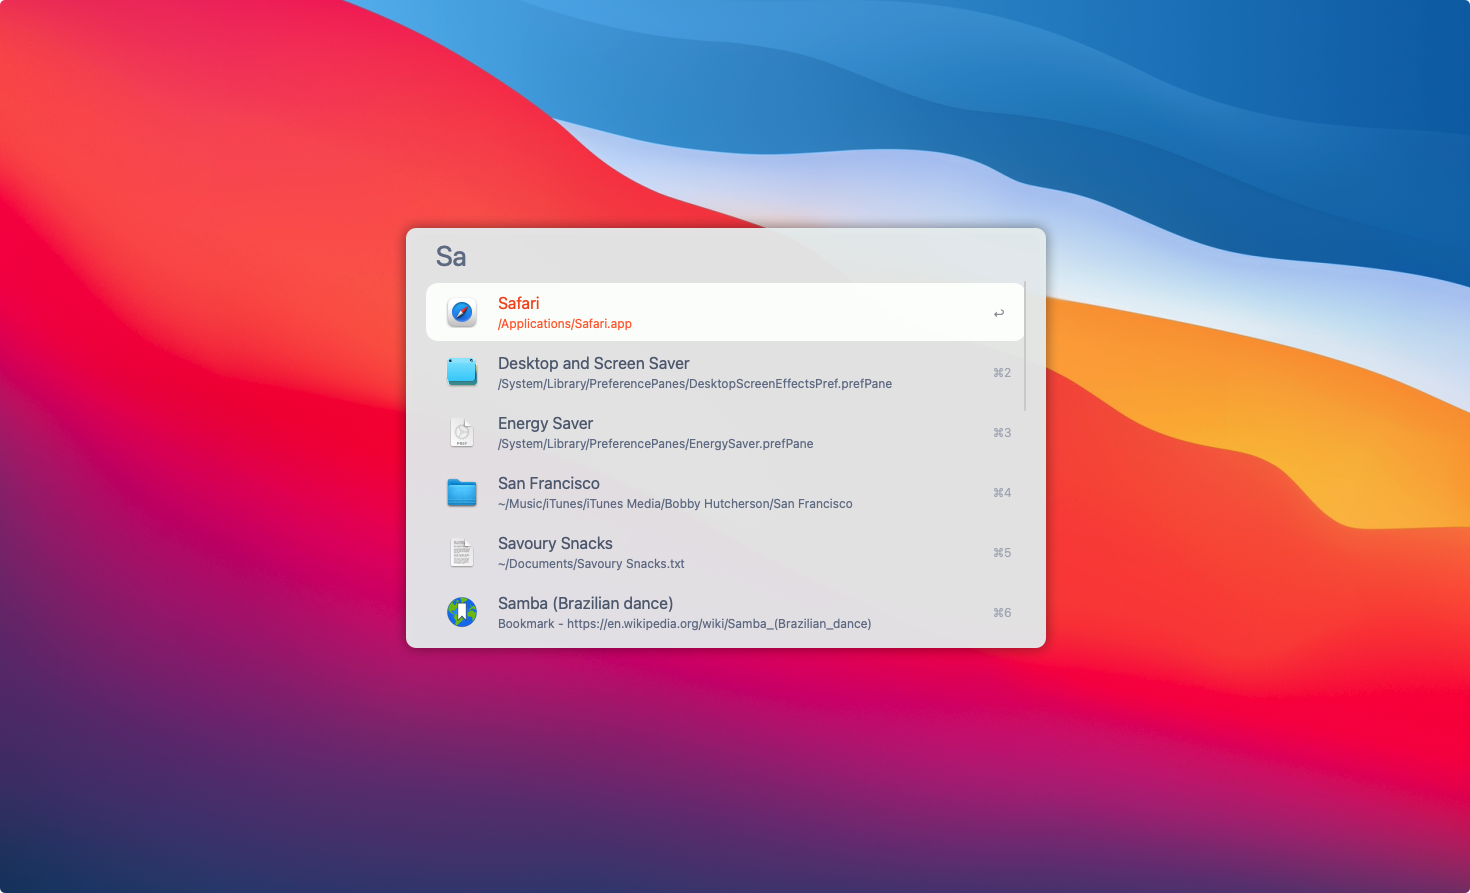 Sa
Safari
/Applications/Safari.app
↩
Desktop and Screen Saver
/System/Library/PreferencePanes/DesktopScreenEffectsPref.prefPane
⌘2
Energy Saver
/System/Library/PreferencePanes/EnergySaver.prefPane
⌘3
San Francisco
~/Music/iTunes/iTunes Media/Bobby Hutcherson/San Francisco
⌘4
Savoury Snacks
~/Documents/Savoury Snacks.txt
⌘5
Samba (Brazilian dance)
Bookmark - https://en.wikipedia.org/wiki/Samba_(Brazilian_dance)
⌘6